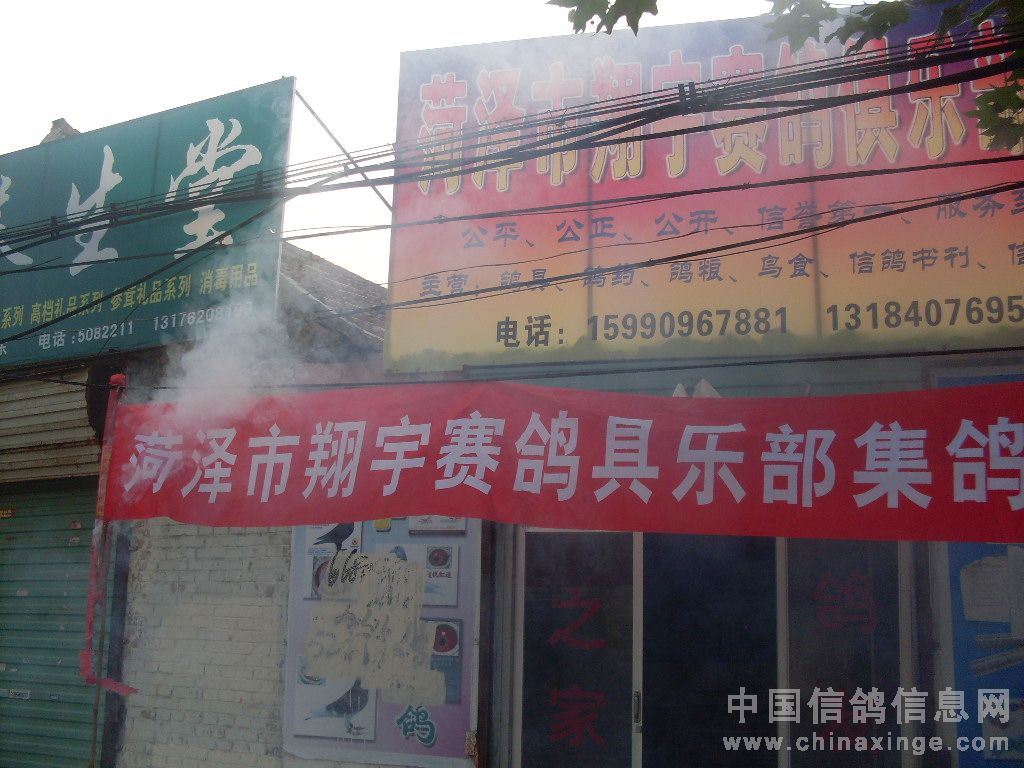 生堂
系列 高档礼品系列 参茸礼品系列 消毒用品
电话:5082211
菏泽市翔宇赛鸽俱乐部
公平、公正、公开、信誉第一、服务至
主营、鸽具、鸽药、鸽粮、鸟食、信鸽书刊、信
电话: 15990967881 1318407695
菏泽市翔宇赛鸽具乐部集鸽
668
之家
鸽
鸽
中国信鸽信息网
www.chinaxinge.com